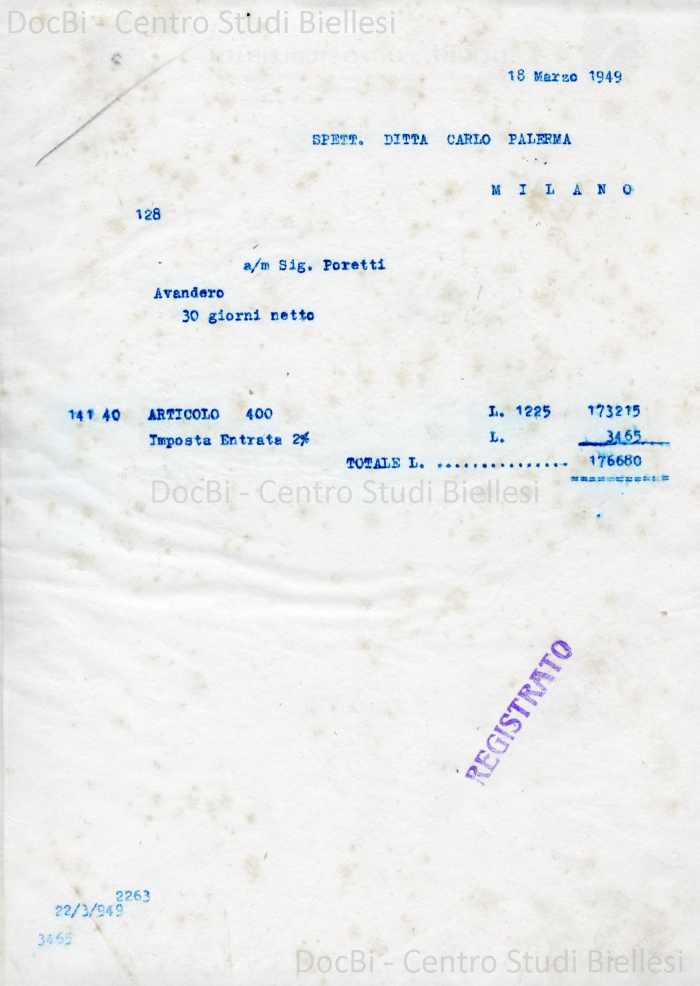 DocBi - Centro Studi Biellesi
18 Marzo 1949
SPETT. DITTA CARLO PALERMA
M I L A N O
128
a/m Sig. Poretti
Avandero
30 giorni netto
141 40 ARTICOLO 400 L. 1225 173215
Imposta Entrata 2% L. 3465
TOTALE L. ............... 176680
DocBi - Centro Studi Biellesi
REGISTRATO
2263
22/3/949
3465
DocBi - Centro Studi Biellesi